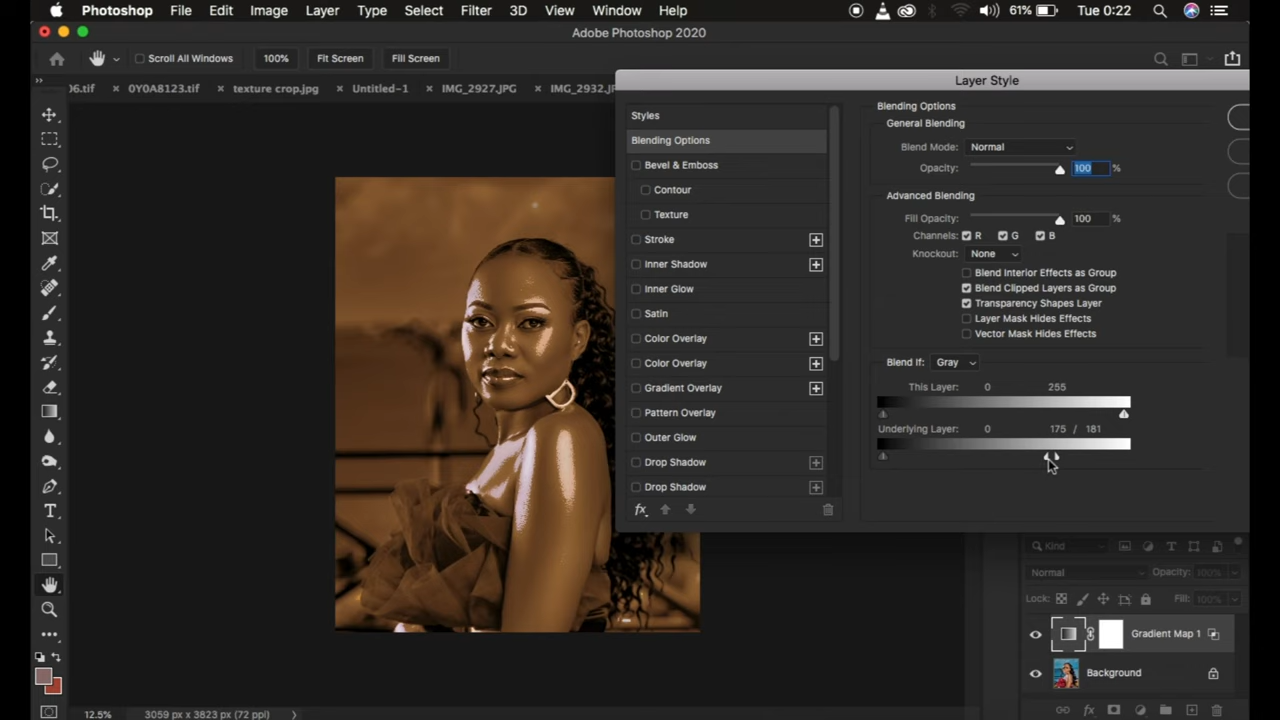 Photoshop File Edit Image Layer Type Select Filter 3D View Window Help 61% Tue 0:22
Adobe Photoshop 2020
Scroll All Windows 100% Fit Screen Fill Screen
06.tif × 0Y0A8123.tif × texture crop.jpg × Untitled-1 × IMG_2927.JPG × IMG_2932.JP
Layer Style
Styles
Blending Options
Bevel & Emboss
Contour
Texture
Stroke
Inner Shadow
Inner Glow
Satin
Color Overlay
Color Overlay
Gradient Overlay
Pattern Overlay
Outer Glow
Drop Shadow
Drop Shadow
fx
Blending Options
General Blending
Blend Mode: Normal
Opacity: 100 %
Advanced Blending
Fill Opacity: 100 %
Channels: R G B
Knockout: None
Blend Interior Effects as Group
Blend Clipped Layers as Group
Transparency Shapes Layer
Layer Mask Hides Effects
Vector Mask Hides Effects
Blend If: Gray
This Layer: 0 255
Underlying Layer: 0 175 / 181
Kind
Normal Opacity: 100%
Lock: Fill: 100%
Gradient Map 1
Background
fx
12.5% 3059 px x 3823 px (72 ppi)